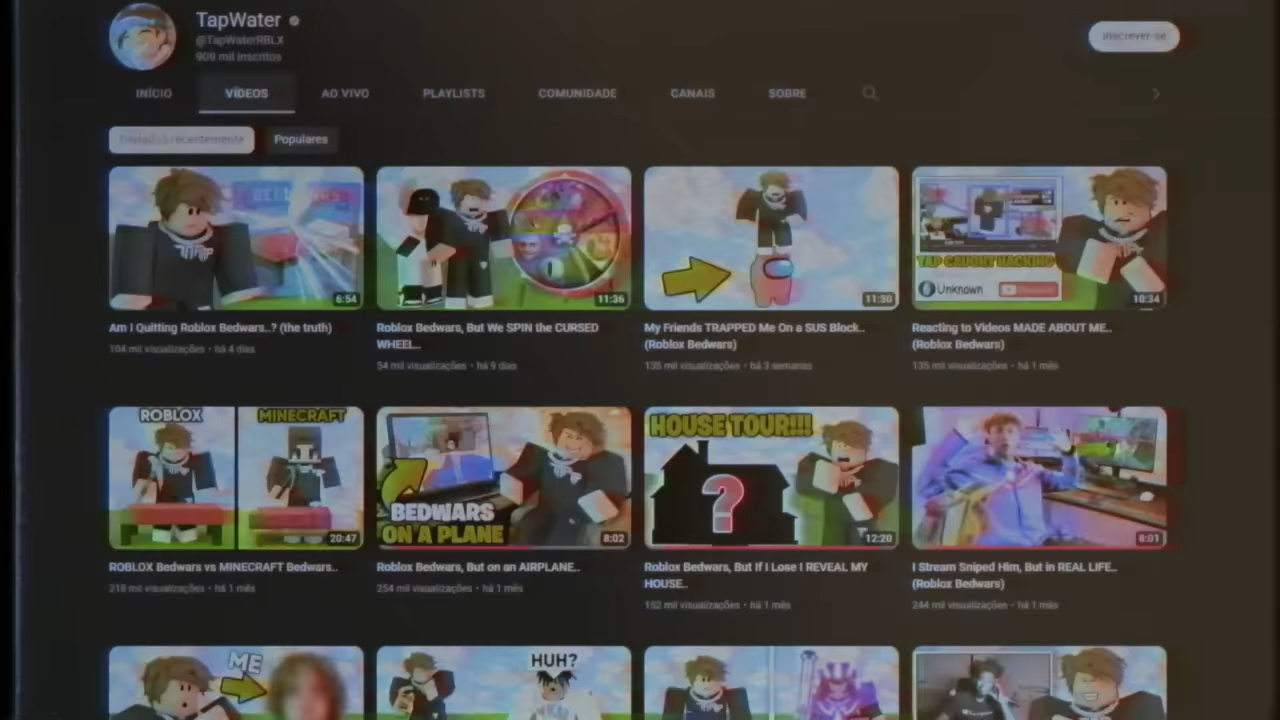 TapWater
@TapWaterRBLX
909 mil inscritos
Inscrever-se
INÍCIO
VÍDEOS
AO VIVO
PLAYLISTS
COMUNIDADE
CANAIS
SOBRE
recentemente
Populares
6:54
11:36
11:30
TAP CAUGHT HACKING
Unknown
10:34
Am I Quitting Roblox Bedwars..? (the truth)
104 mil visualizações • há 4 dias
Roblox Bedwars, But We SPIN the CURSED
WHEEL..
54 mil visualizações • há 9 dias
My Friends TRAPPED Me On a SUS Block..
(Roblox Bedwars)
135 mil visualizações • há 3 semanas
Reacting to Videos MADE ABOUT ME..
(Roblox Bedwars)
135 mil visualizações • há 1 mês
ROBLOX
MINECRAFT
20:47
BEDWARS
ON A PLANE
8:02
HOUSE TOUR!!!
?
12:20
8:01
ROBLOX Bedwars vs MINECRAFT Bedwars..
218 mil visualizações • há 1 mês
Roblox Bedwars, But on an AIRPLANE..
254 mil visualizações • há 1 mês
Roblox Bedwars, But If I Lose I REVEAL MY
HOUSE..
152 mil visualizações • há 1 mês
I Stream Sniped Him, But in REAL LIFE..
(Roblox Bedwars)
244 mil visualizações • há 1 mês
ME
HUH?